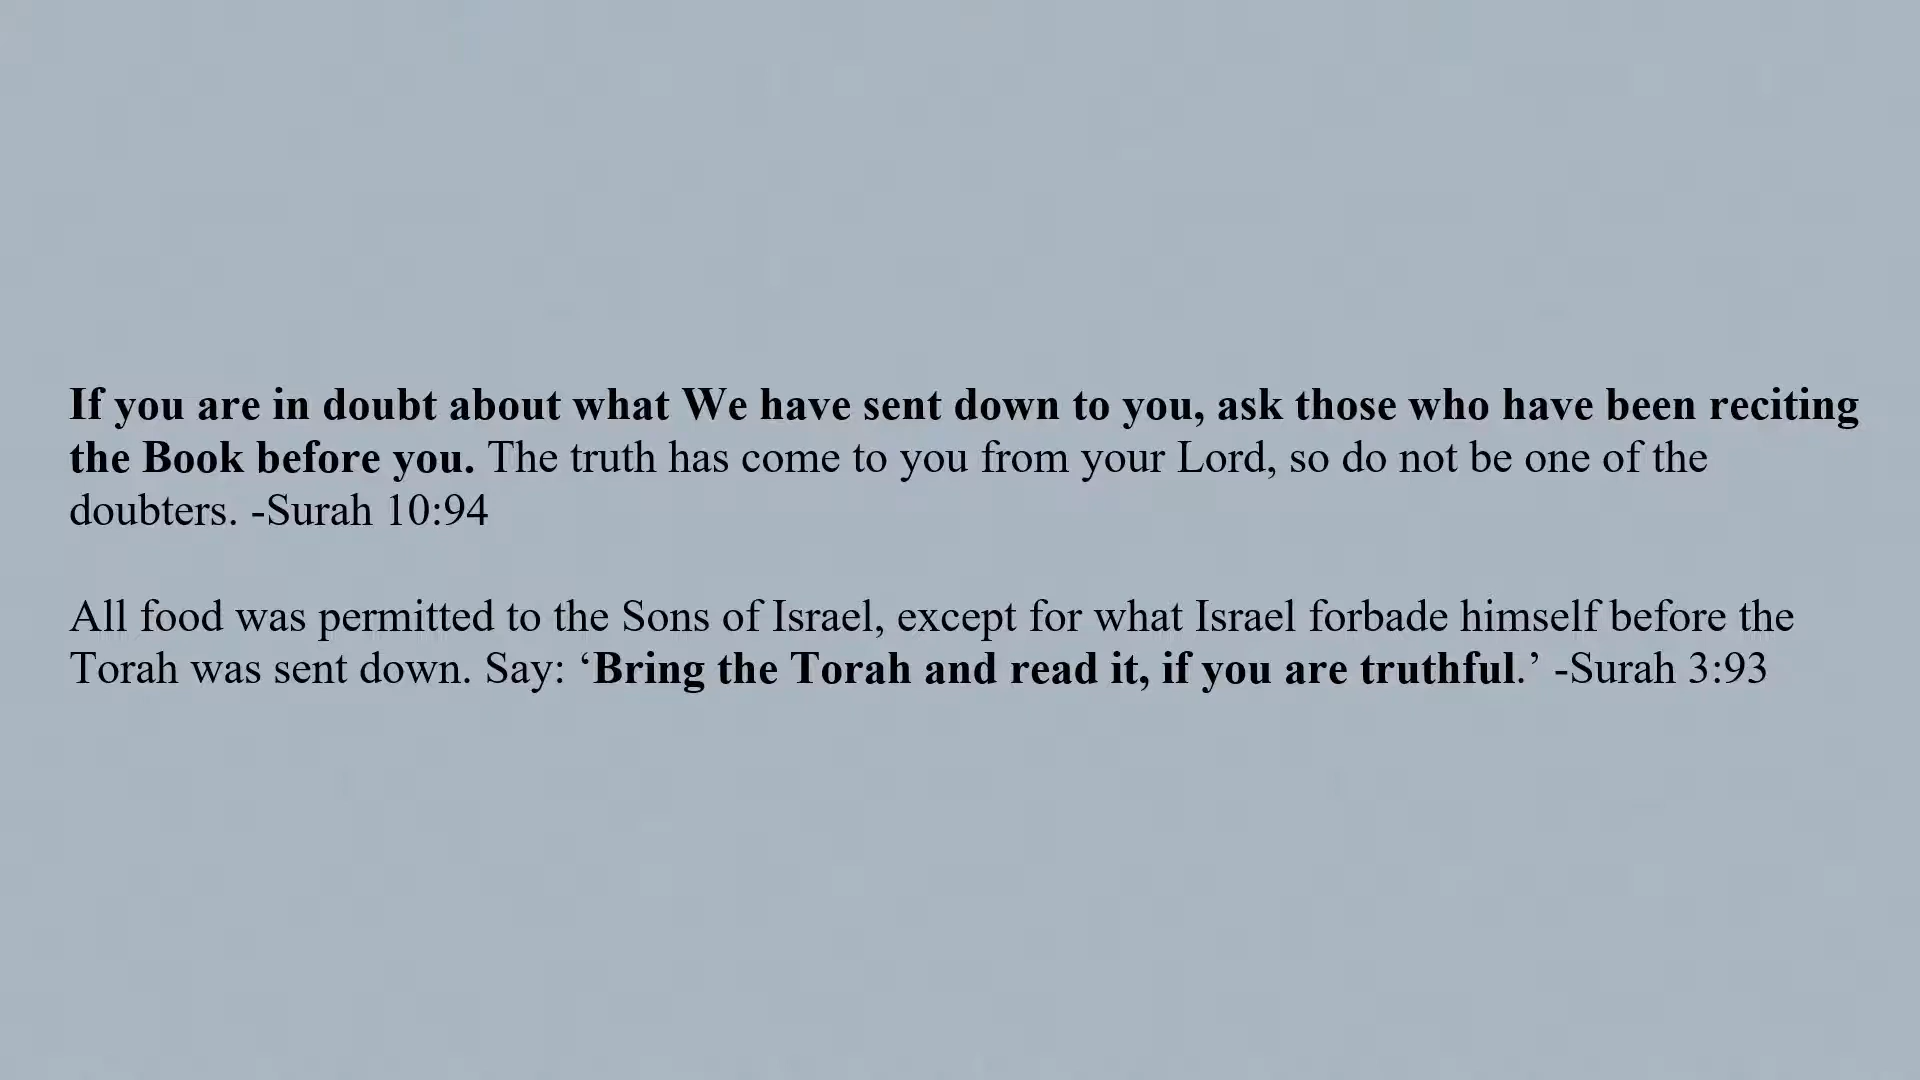 If you are in doubt about what We have sent down to you, ask those who have been reciting
the Book before you. The truth has come to you from your Lord, so do not be one of the
doubters. -Surah 10:94
All food was permitted to the Sons of Israel, except for what Israel forbade himself before the
Torah was sent down. Say: ‘Bring the Torah and read it, if you are truthful.’ -Surah 3:93